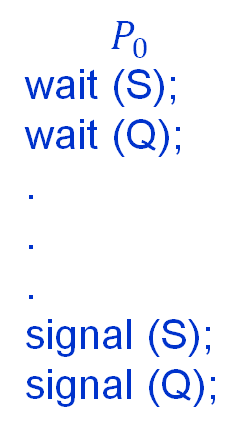 P₀
wait (S);
wait (Q);
.
.
.
signal (S);
signal (Q);